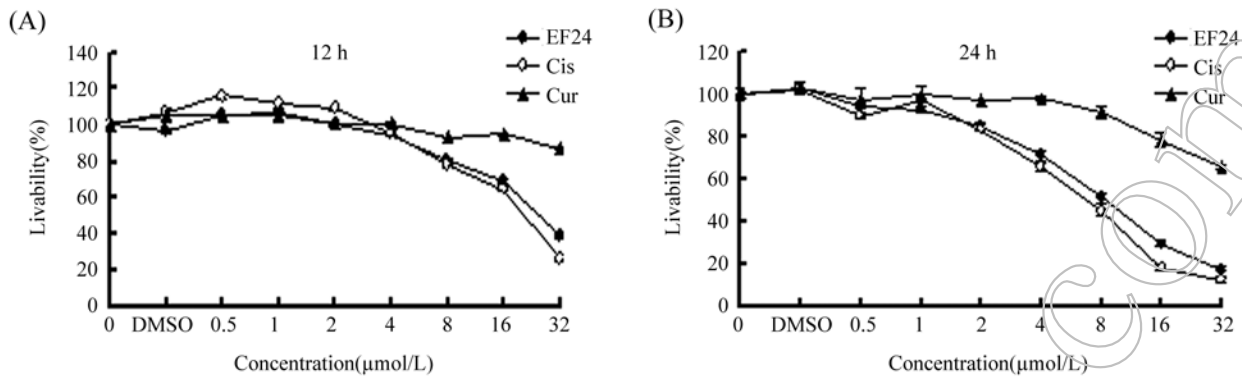 (A)
12 h
EF24
Cis
Cur
140
120
100
80
60
40
20
0
Livability(%)
0 DMSO 0.5 1 2 4 8 16 32
Concentration(µmol/L)
(B)
24 h
EF24
Cis
Cur
120
100
80
60
40
20
0
Livability(%)
0 DMSO 0.5 1 2 4 8 16 32
Concentration(µmol/L)
com